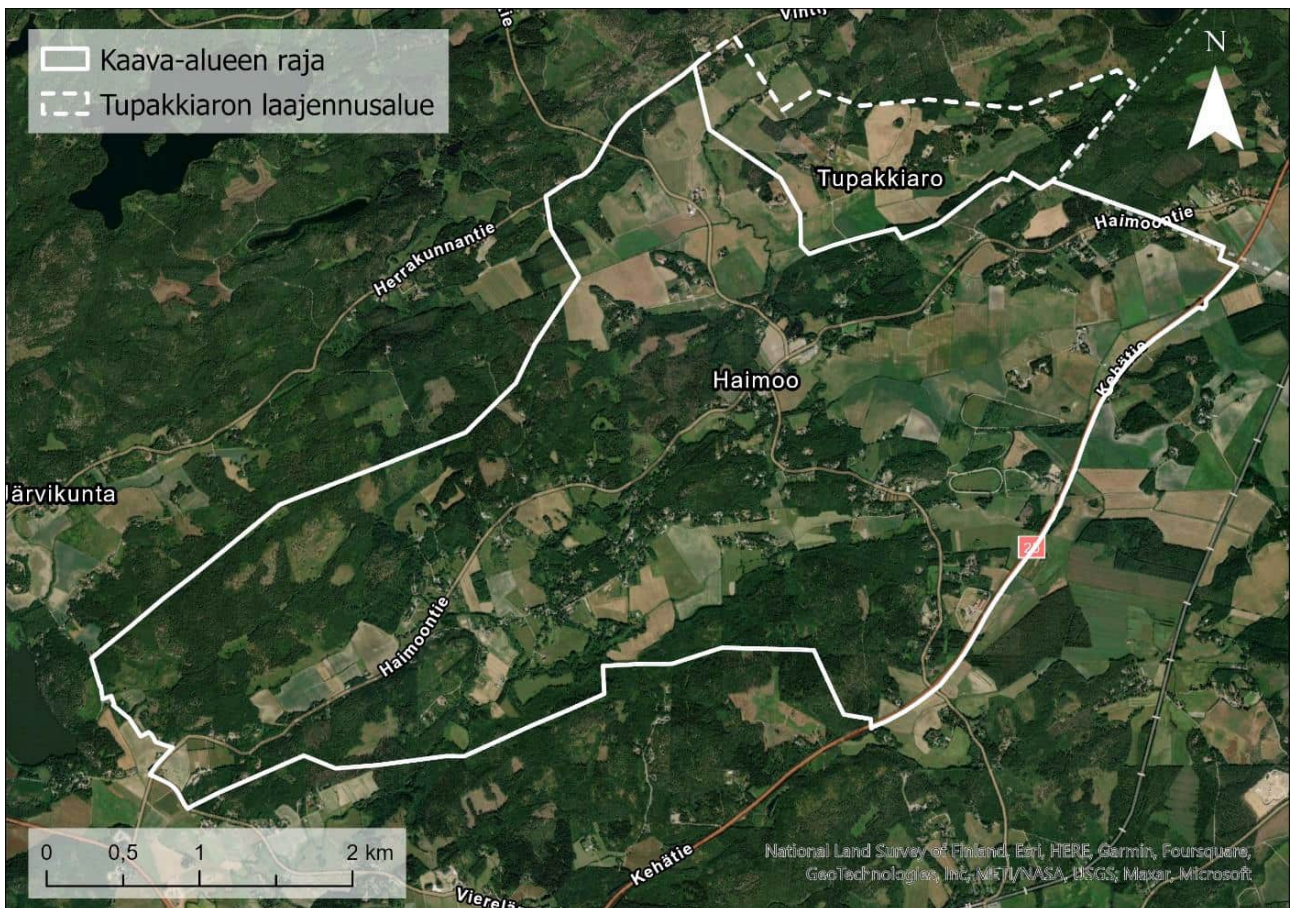 Kaava-alueen raja
Tupakkiaron laajennusalue
N
Tupakkiaro
Haimoontie
Herrakunnantie
Kehätie
Haimoo
Järvikunta
Haimoontie
0 0,5 1 2 km
Kehätie
National Land Survey of Finland, Esri, HERE, Garmin, Foursquare,
GeoTechnologies, Inc, METI/NASA, USGS; Maxar, Microsoft